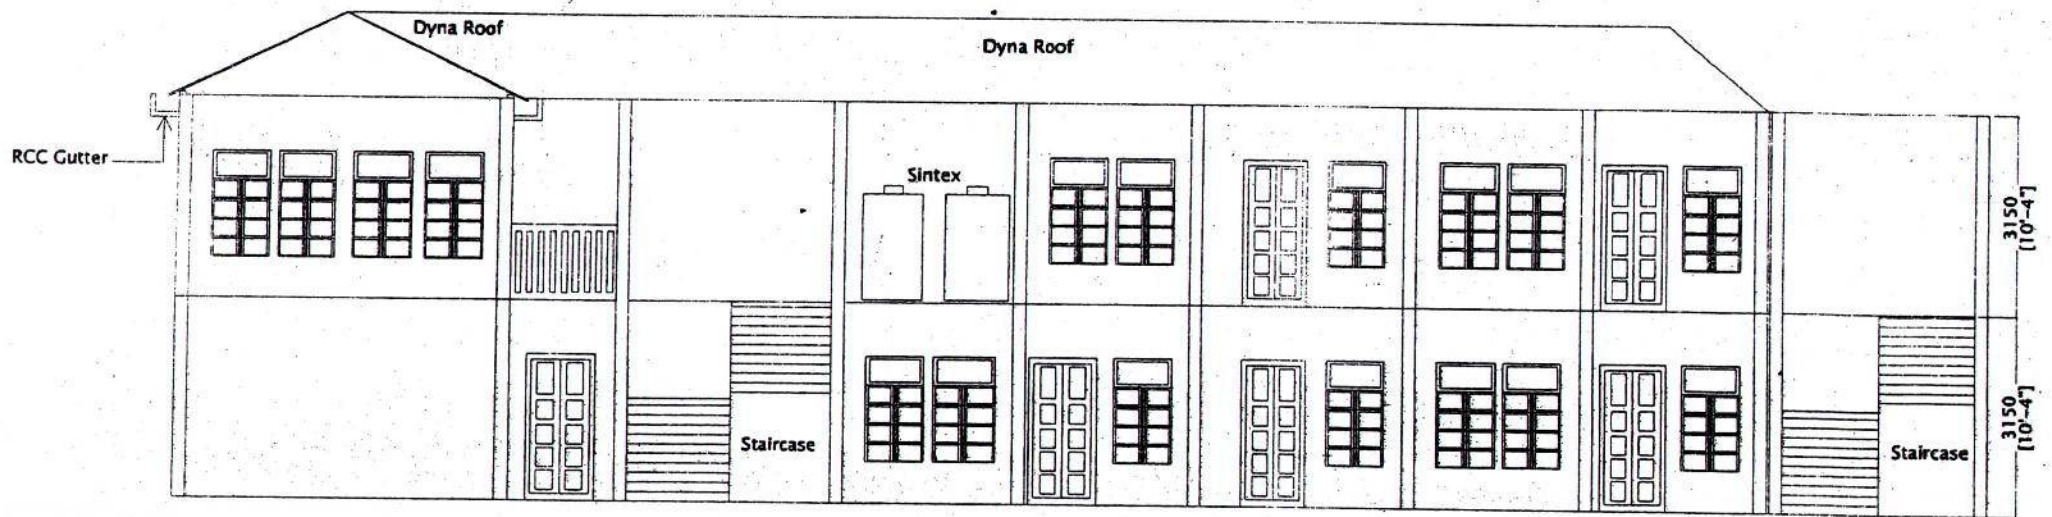 Dyna Roof
Dyna Roof
RCC Gutter
Sintex
3150
[10'-4"]
Staircase
3150
[10'-4"]
Staircase